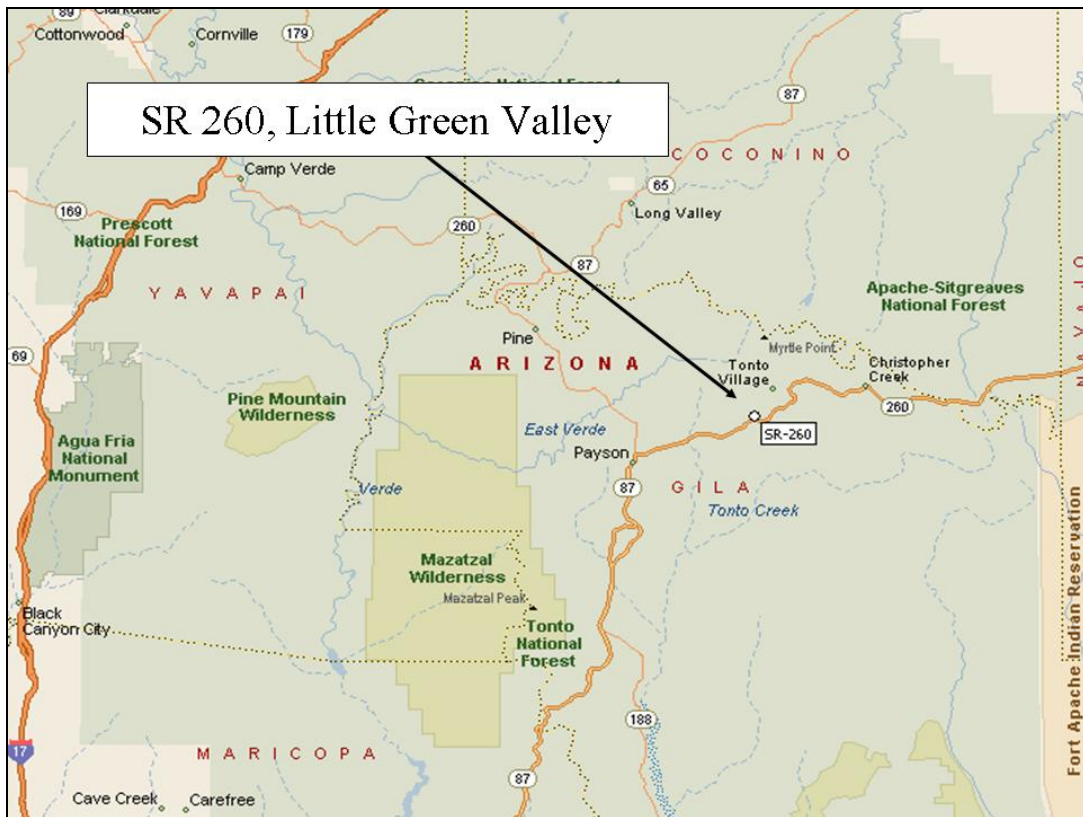 89
Clarkdale
Cottonwood
Cornville
179
87
SR 260, Little Green Valley
COCONINO
Camp Verde
65
Long Valley
169
Prescott
National Forest
260
87
YAVAPAI
Apache-Sitgreaves
National Forest
NAVAJO
69
Pine
ARIZONA
Myrtle Point
Tonto
Village
Christopher
Creek
260
Pine Mountain
Wilderness
SR-260
East Verde
Agua Fria
National
Monument
Payson
87
GILA
Verde
Tonto Creek
Mazatzal
Wilderness
Mazatzal Peak
Black
Canyon City
Tonto
National
Forest
Fort Apache Indian Reservation
188
17
MARICOPA
87
Cave Creek
Carefree